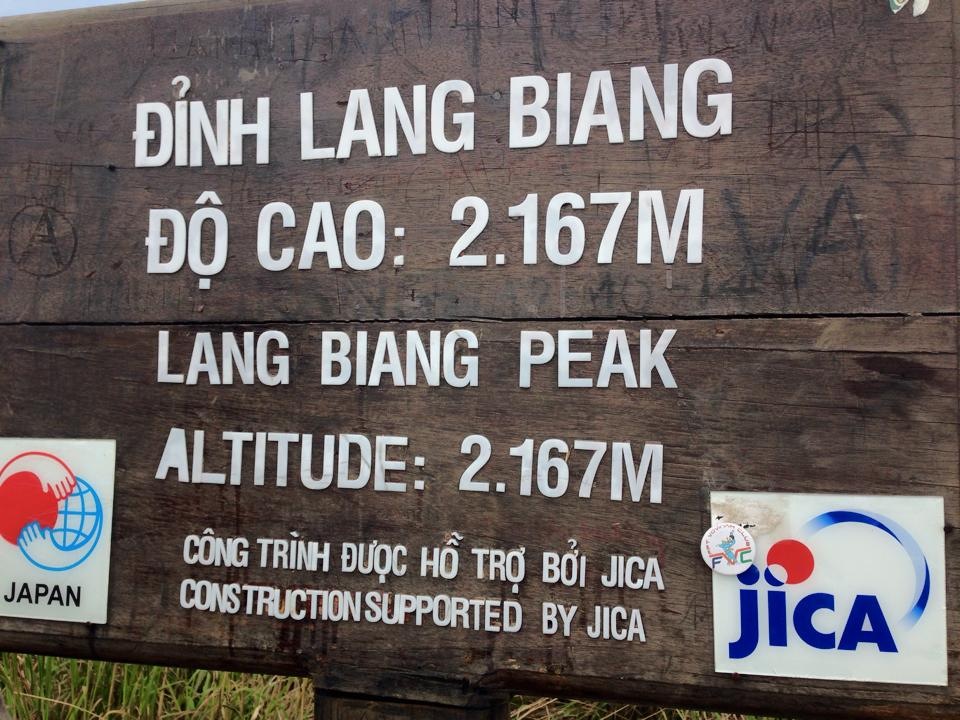 ĐỈNH LANG BIANG
ĐỘ CAO: 2.167M
LANG BIANG PEAK
ALTITUDE: 2.167M
CÔNG TRÌNH ĐƯỢC HỖ TRỢ BỞI JICA
CONSTRUCTION SUPPORTED BY JICA
JAPAN
jica